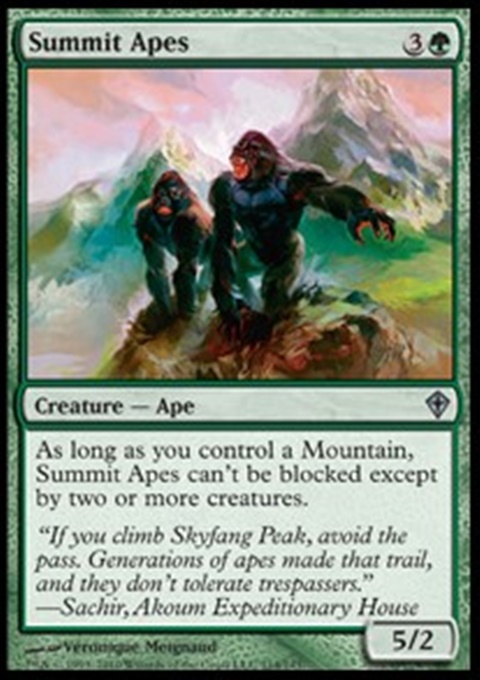 Summit Apes 3
Creature — Ape
As long as you control a Mountain,
Summit Apes can't be blocked except
by two or more creatures.
"If you climb Skyfang Peak, avoid the
pass. Generations of apes made that trail,
and they don't tolerate trespassers."
—Sachir, Akoum Expeditionary House
Véronique Meignaud
5/2